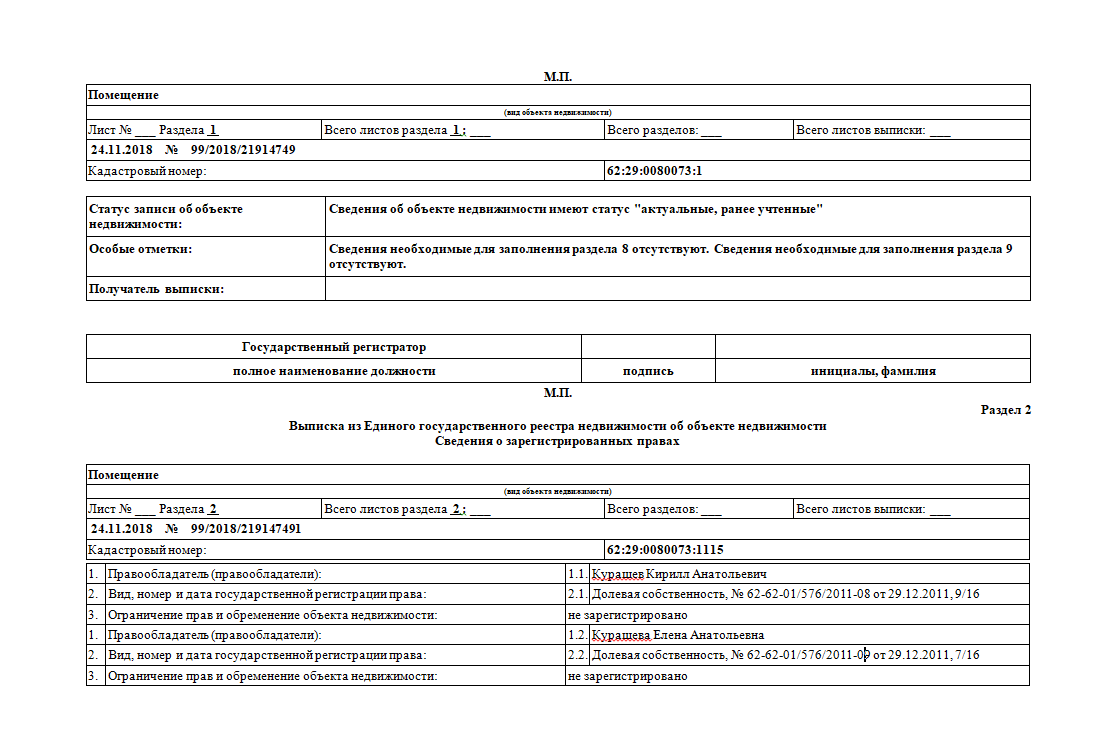 М.П.
Помещение
(вид объекта недвижимости)
Лист № ___ Раздела 1 Всего листов раздела 1 : ___ Всего разделов: ___ Всего листов выписки: ___
24.11.2018 № 99/2018/21914749
Кадастровый номер: 62:29:0080073:1
Статус записи об объекте недвижимости: Сведения об объекте недвижимости имеют статус "актуальные, ранее учтенные"
Особые отметки: Сведения необходимые для заполнения раздела 8 отсутствуют. Сведения необходимые для заполнения раздела 9
отсутствуют.
Получатель выписки:
Государственный регистратор
полное наименование должности подпись инициалы, фамилия
М.П.
Раздел 2
Выписка из Единого государственного реестра недвижимости об объекте недвижимости
Сведения о зарегистрированных правах
Помещение
(вид объекта недвижимости)
Лист № ___ Раздела 2 Всего листов раздела 2 : ___ Всего разделов: ___ Всего листов выписки: ___
24.11.2018 № 99/2018/219147491
Кадастровый номер: 62:29:0080073:1115
1. Правообладатель (правообладатели): 1.1. Курашев Кирилл Анатольевич
2. Вид, номер и дата государственной регистрации права: 2.1. Долевая собственность, № 62-62-01/576/2011-08 от 29.12.2011, 9/16
3. Ограничение прав и обременение объекта недвижимости: не зарегистрировано
1. Правообладатель (правообладатели): 1.2. Курашева Елена Анатольевна
2. Вид, номер и дата государственной регистрации права: 2.2. Долевая собственность, № 62-62-01/576/2011-09 от 29.12.2011, 7/16
3. Ограничение прав и обременение объекта недвижимости: не зарегистрировано